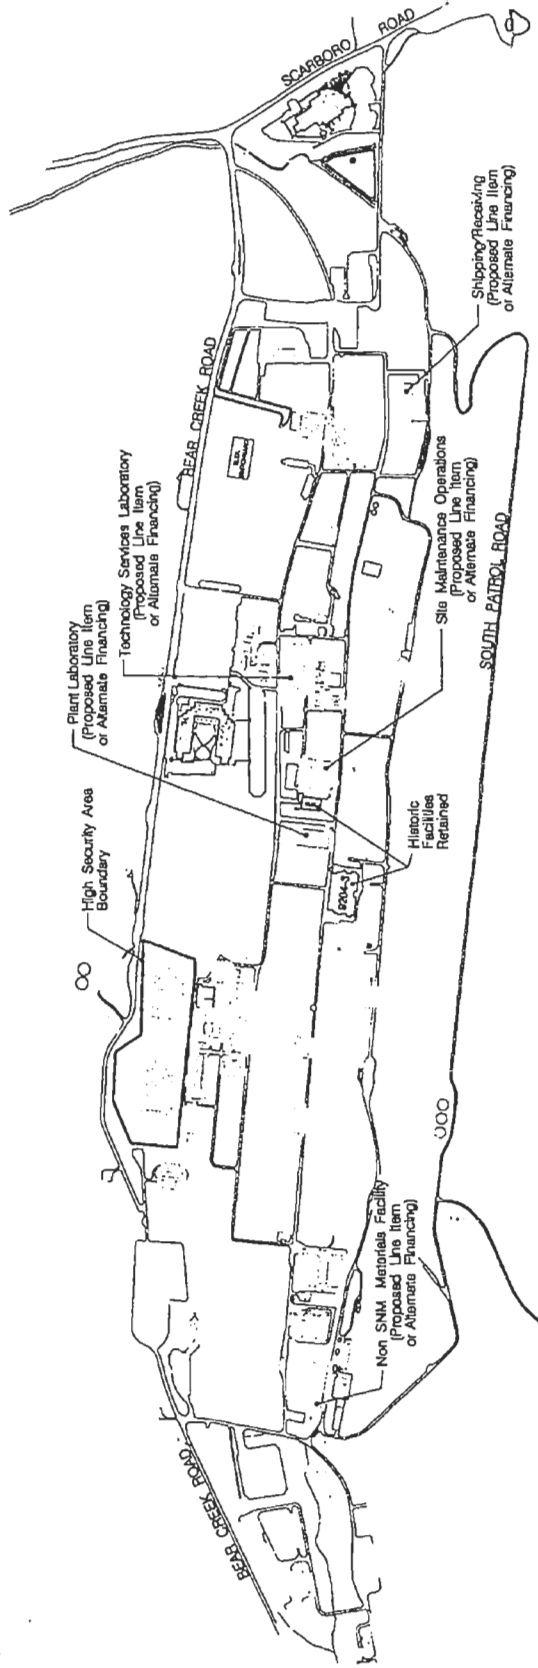 BEAR CREEK ROAD
High Security Area
Boundary
Plant Laboratory
(Proposed Line Item
or Alternate Financing)
Technology Services Laboratory
(Proposed Line Item
or Alternate Financing)
BEAR CREEK ROAD
SCARBORO ROAD
Non SNM Materials Facility
(Proposed Line Item
or Alternate Financing)
9204-3
Historic
Facilities
Retained
Site Maintenance Operations
(Proposed Line Item
or Alternate Financing)
SOUTH PATROL ROAD
Shipping/Receiving
(Proposed Line Item
or Alternate Financing)